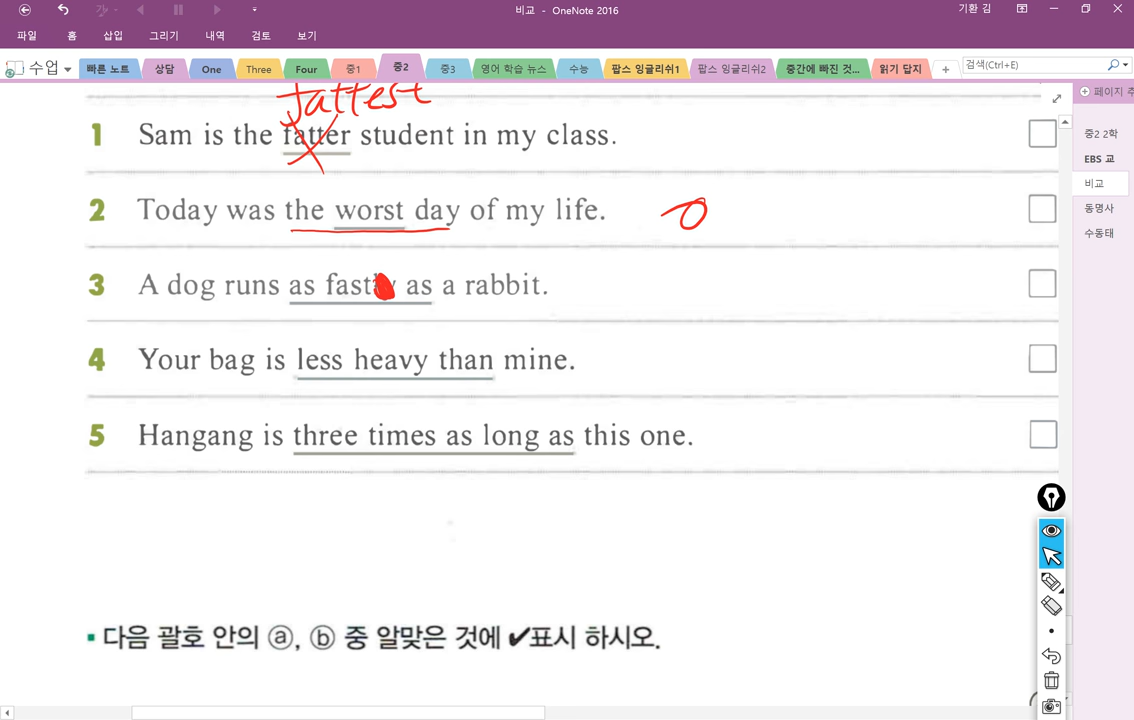 비교 - OneNote 2016
기환 김
파일 홈 삽입 그리기 내역 검토 보기
수업 빠른 노트 상담 One Three Four 중1 중2 중3 영어 학습 뉴스 수능 팝스 잉글리쉬1 팝스 잉글리쉬2 중간에 빠진 것... 읽기 답지 + 검색(Ctrl+E)
페이지 추
중2 2학
EBS 교
비교
동명사
수동태
fattest
1 Sam is the fatter student in my class.
2 Today was the worst day of my life.
3 A dog runs as fastly as a rabbit.
4 Your bag is less heavy than mine.
5 Hangang is three times as long as this one.
▪ 다음 괄호 안의 ⓐ, ⓑ 중 알맞은 것에 ✔표시 하시오.